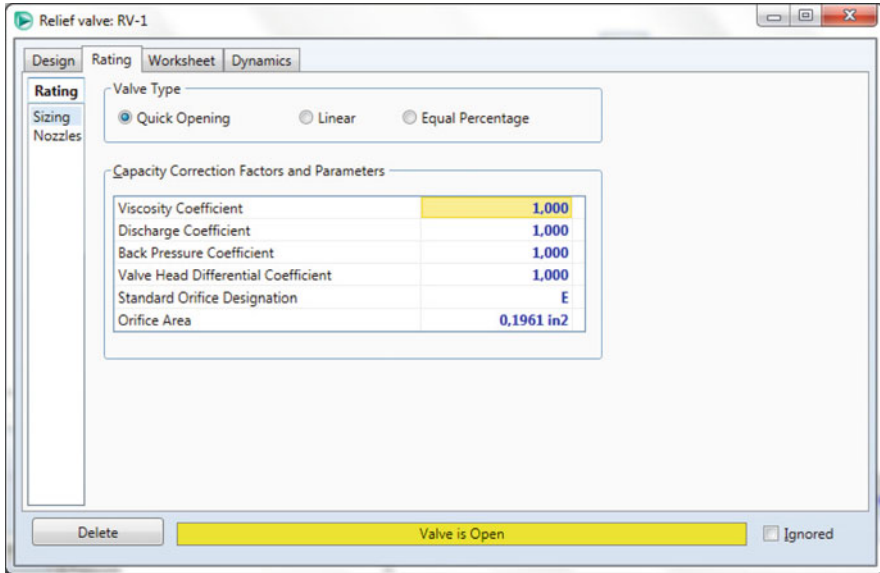 Relief valve: RV-1
Design Rating Worksheet Dynamics
Rating
Sizing
Nozzles
Valve Type
Quick Opening Linear Equal Percentage
Capacity Correction Factors and Parameters
Viscosity Coefficient 1,000
Discharge Coefficient 1,000
Back Pressure Coefficient 1,000
Valve Head Differential Coefficient 1,000
Standard Orifice Designation E
Orifice Area 0,1961 in2
Delete Valve is Open Ignored